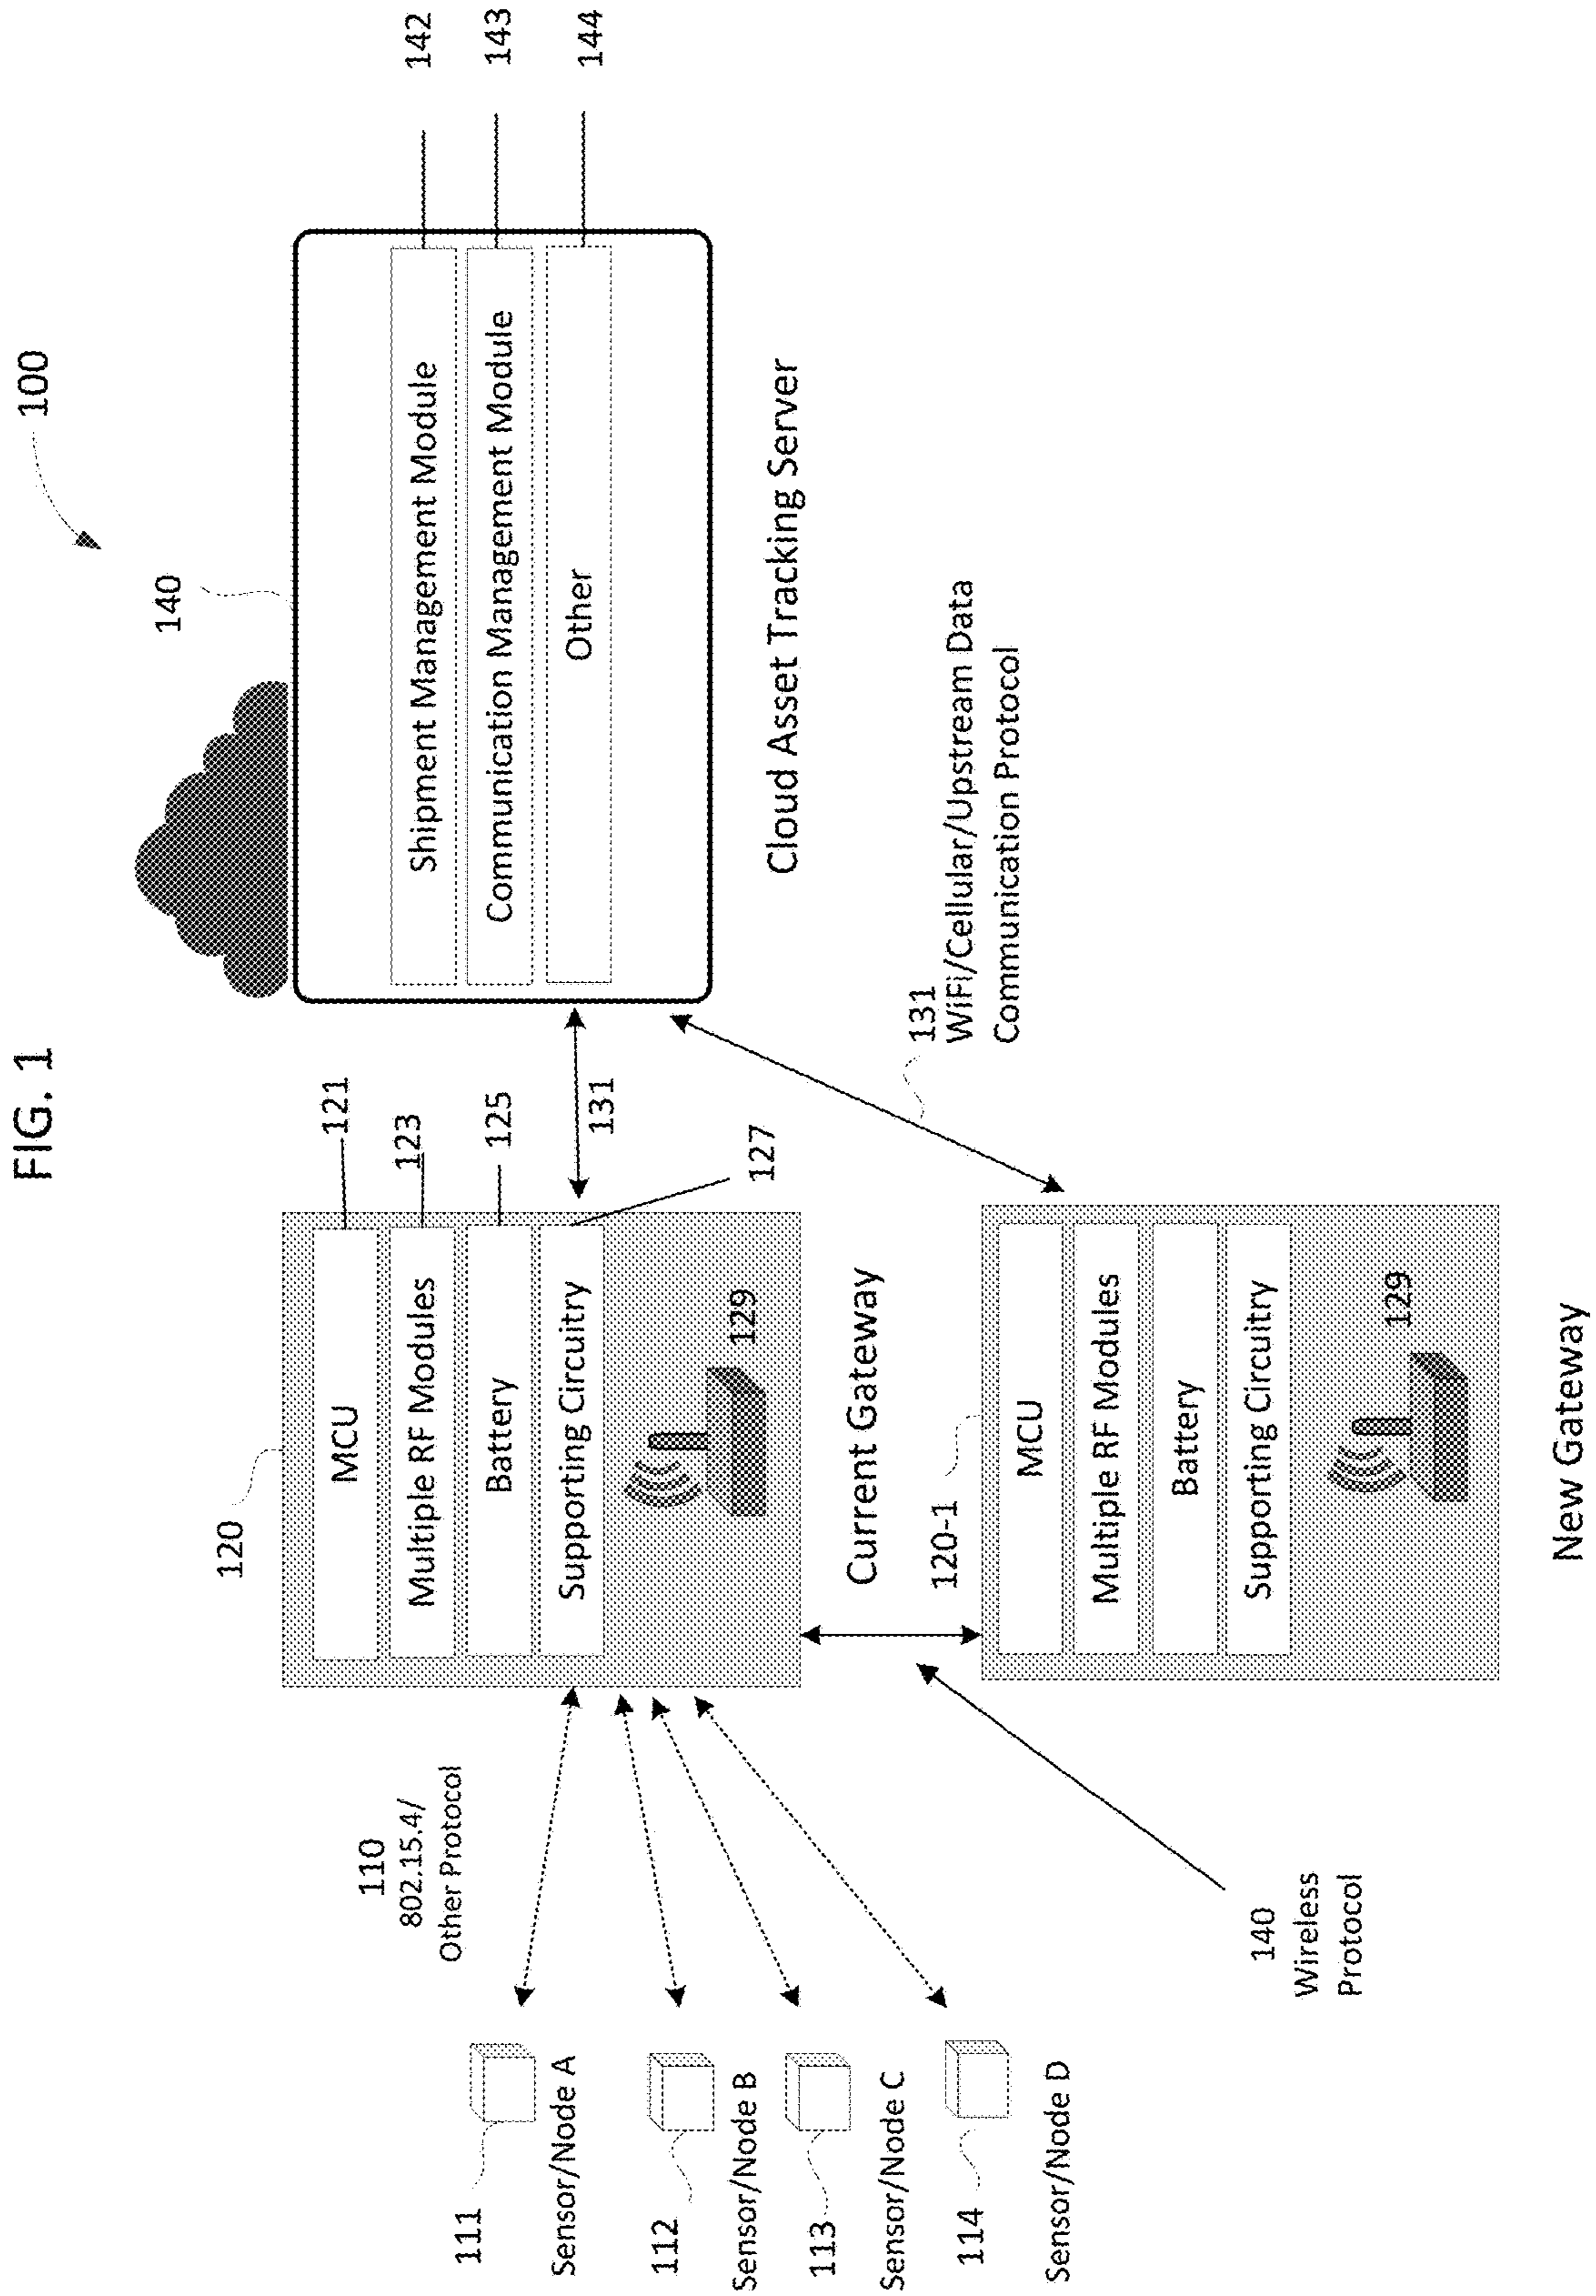 FIG. 1
100
140
Shipment Management Module
142
Communication Management Module
143
Other
144
Cloud Asset Tracking Server
120
MCU
121
Multiple RF Modules
123
Battery
125
Supporting Circuitry
127
129
Current Gateway
131
131
WiFi/Cellular/Upstream Data
Communication Protocol
110
802.15.4/
Other Protocol
111
Sensor/Node A
112
Sensor/Node B
113
Sensor/Node C
114
Sensor/Node D
120-1
MCU
Multiple RF Modules
Battery
Supporting Circuitry
129
New Gateway
140
Wireless
Protocol